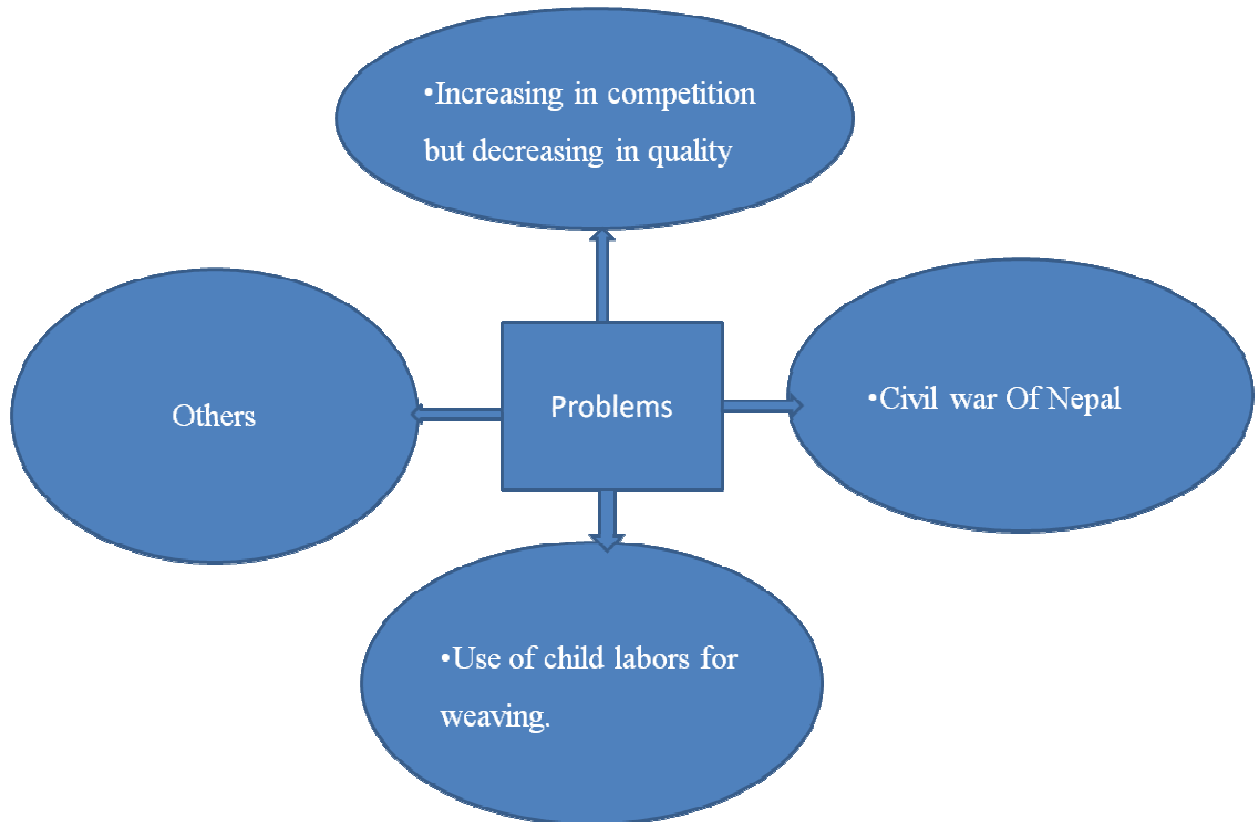 •Increasing in competition
but decreasing in quality
Others
Problems
•Civil war Of Nepal
•Use of child labors for
weaving.